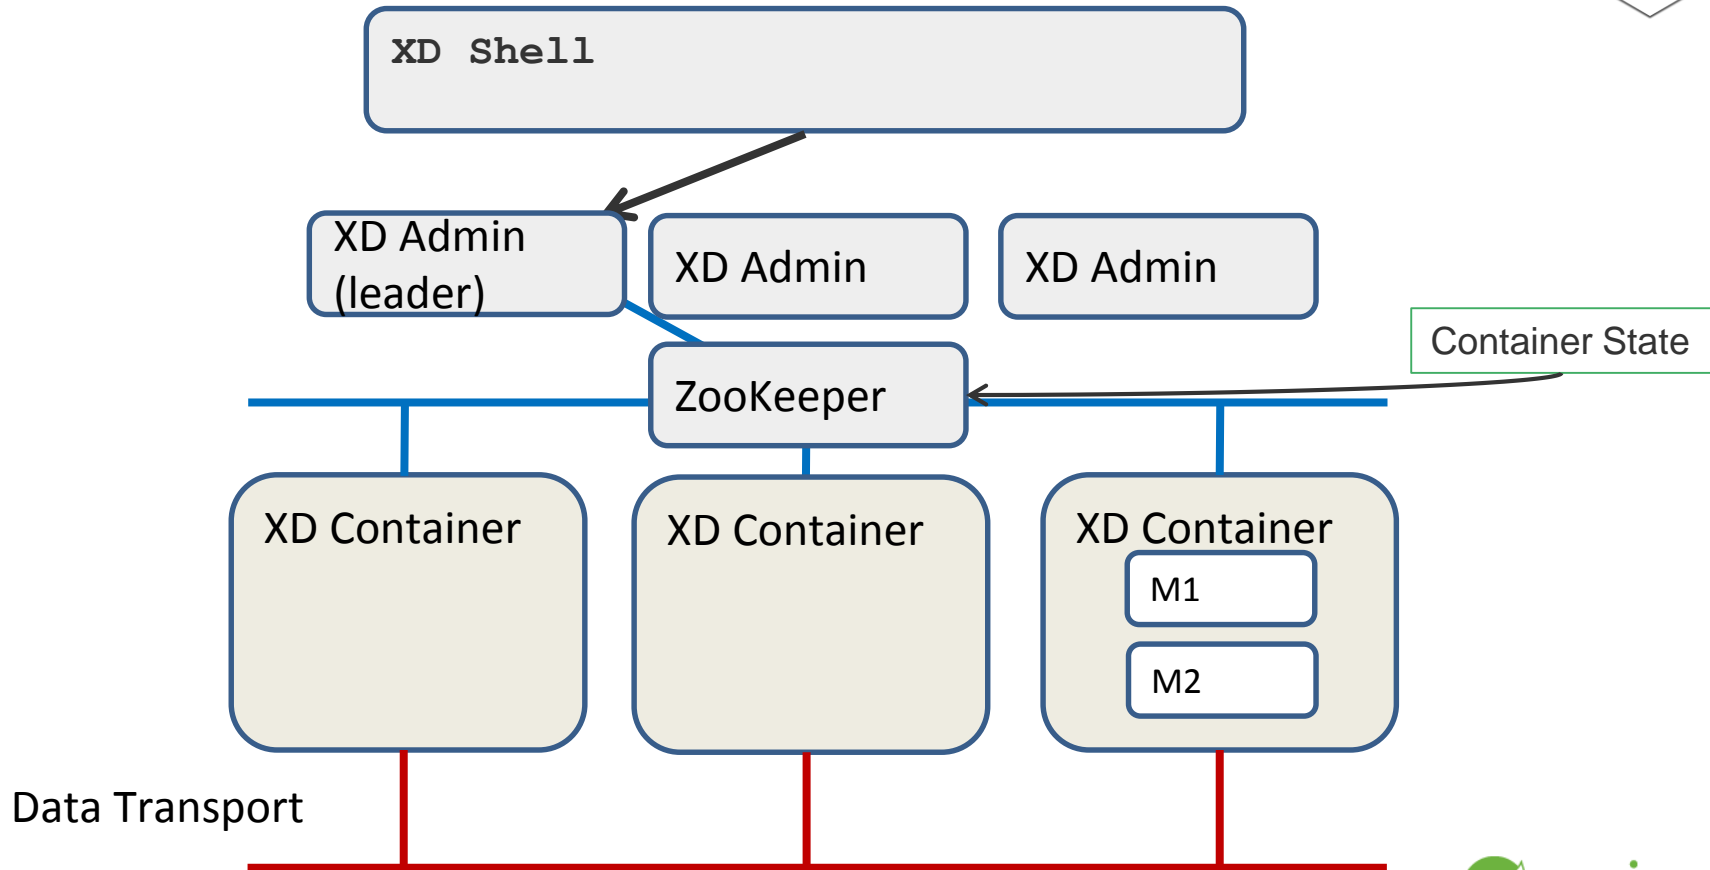 XD Shell
XD Admin
(leader)
XD Admin
XD Admin
Container State
ZooKeeper
XD Container
XD Container
XD Container
M1
M2
Data Transport